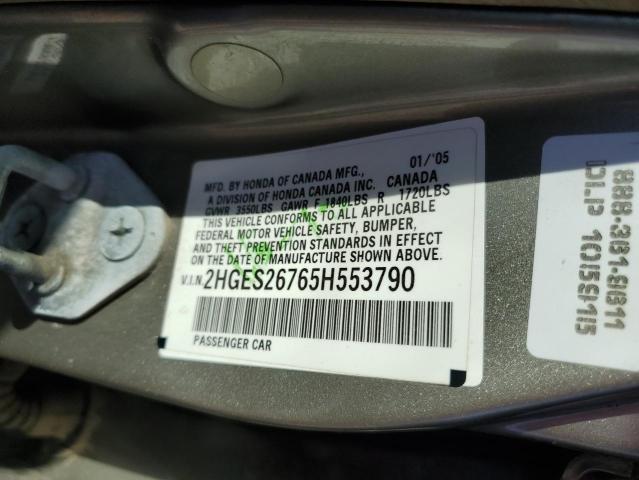 MFD. BY HONDA OF CANADA MFG., 01/'05
A DIVISION OF HONDA CANADA INC. CANADA
GVWR 3550LBS GAWR F 1840LBS R 1720LBS
THIS VEHICLE CONFORMS TO ALL APPLICABLE
FEDERAL MOTOR VEHICLE SAFETY, BUMPER,
AND THEFT PREVENTION STANDARDS IN EFFECT
ON THE DATE OF MANUFACTURE SHOWN ABOVE.
V.I.N. 2HGES26765H553790
PASSENGER CAR